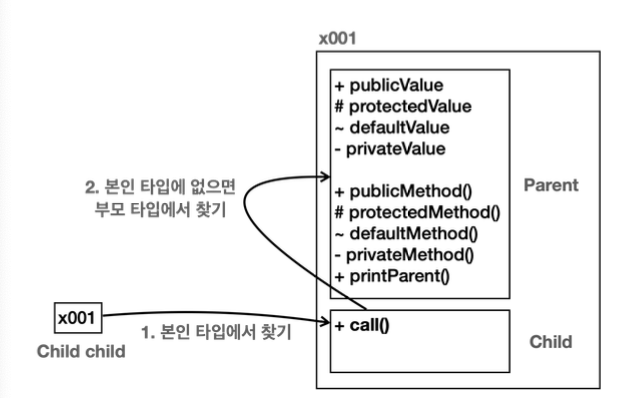 x001
+ publicValue
# protectedValue
~ defaultValue
- privateValue
+ publicMethod()
# protectedMethod()
~ defaultMethod()
- privateMethod()
+ printParent()
Parent
2. 본인 타입에 없으면
부모 타입에서 찾기
x001
Child child
1. 본인 타입에서 찾기
+ call()
Child